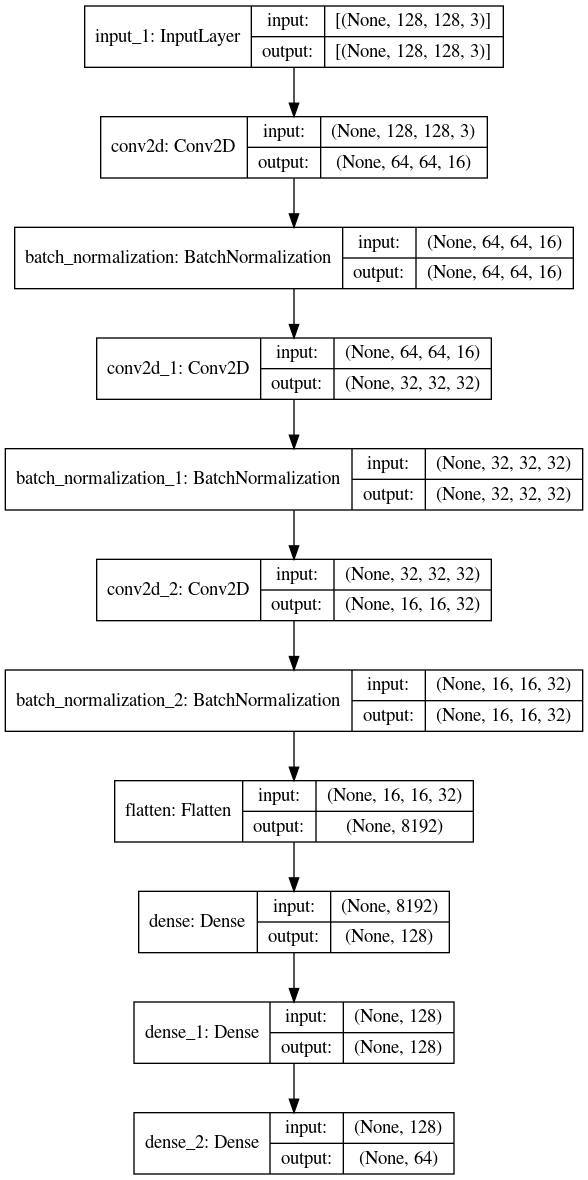 input_1: InputLayer
input:
[(None, 128, 128, 3)]
output:
[(None, 128, 128, 3)]
conv2d: Conv2D
input:
(None, 128, 128, 3)
output:
(None, 64, 64, 16)
batch_normalization: BatchNormalization
input:
(None, 64, 64, 16)
output:
(None, 64, 64, 16)
conv2d_1: Conv2D
input:
(None, 64, 64, 16)
output:
(None, 32, 32, 32)
batch_normalization_1: BatchNormalization
input:
(None, 32, 32, 32)
output:
(None, 32, 32, 32)
conv2d_2: Conv2D
input:
(None, 32, 32, 32)
output:
(None, 16, 16, 32)
batch_normalization_2: BatchNormalization
input:
(None, 16, 16, 32)
output:
(None, 16, 16, 32)
flatten: Flatten
input:
(None, 16, 16, 32)
output:
(None, 8192)
dense: Dense
input:
(None, 8192)
output:
(None, 128)
dense_1: Dense
input:
(None, 128)
output:
(None, 128)
dense_2: Dense
input:
(None, 128)
output:
(None, 64)